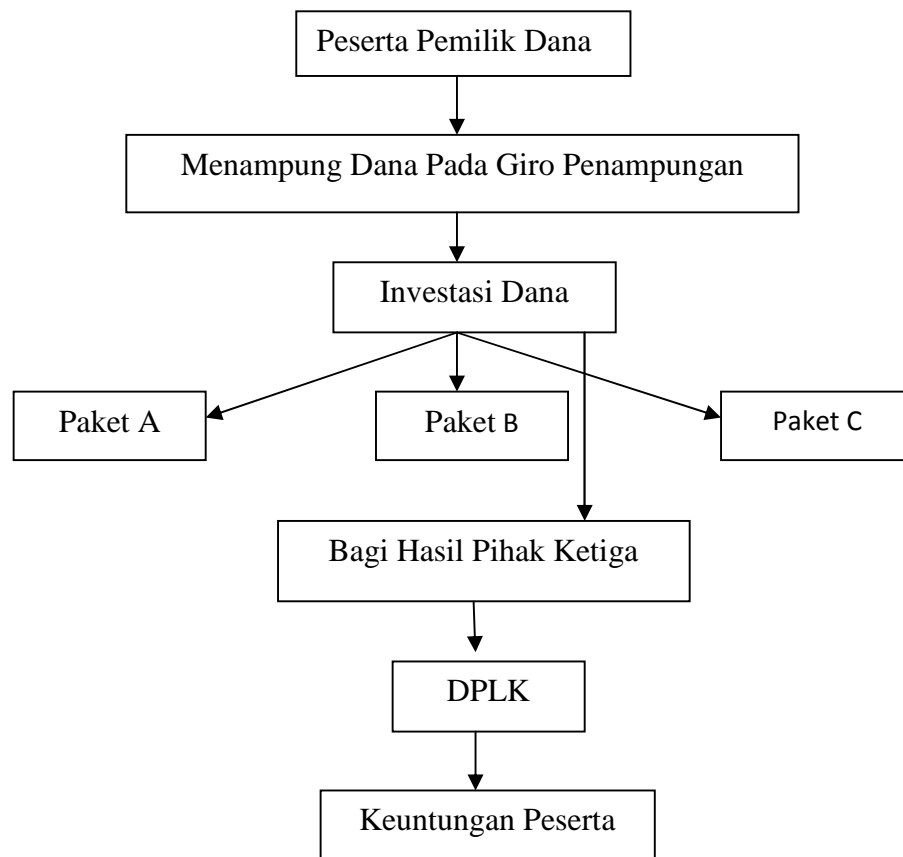 Peserta Pemilik Dana
Menampung Dana Pada Giro Penampungan
Investasi Dana
Paket A
Paket B
Paket C
Bagi Hasil Pihak Ketiga
DPLK
Keuntungan Peserta